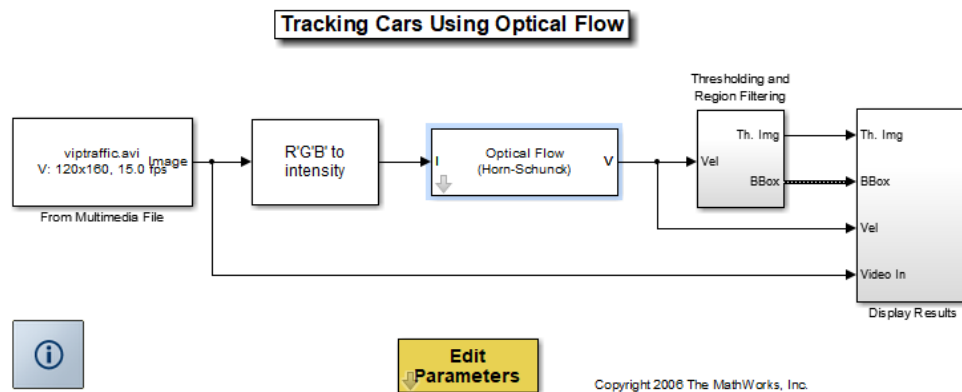 Tracking Cars Using Optical Flow
viptraffic.avi
V: 120x160, 15.0 fps
Image
From Multimedia File
R'G'B' to
intensity
I
Optical Flow
(Horn-Schunck)
V
Thresholding and
Region Filtering
Vel
Th. Img
BBox
Th. Img
BBox
Vel
Video In
Display Results
Edit
Parameters
Copyright 2006 The MathWorks, Inc.